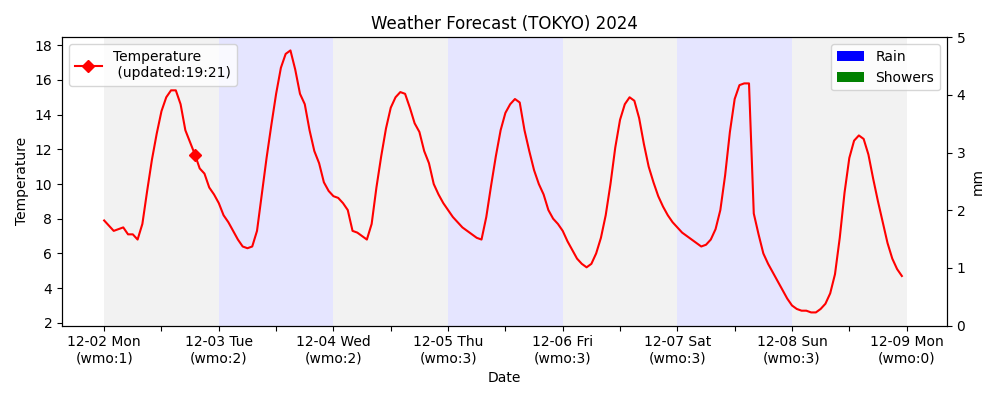 Weather Forecast (TOKYO) 2024
Temperature
(updated:19:21)
Rain
Showers
18
16
14
12
10
8
6
4
2
Temperature
5
4
3
2
1
0
mm
12-02 Mon
(wmo:1)
12-03 Tue
(wmo:2)
12-04 Wed
(wmo:2)
12-05 Thu
(wmo:3)
12-06 Fri
(wmo:3)
12-07 Sat
(wmo:3)
12-08 Sun
(wmo:3)
12-09 Mon
(wmo:0)
Date